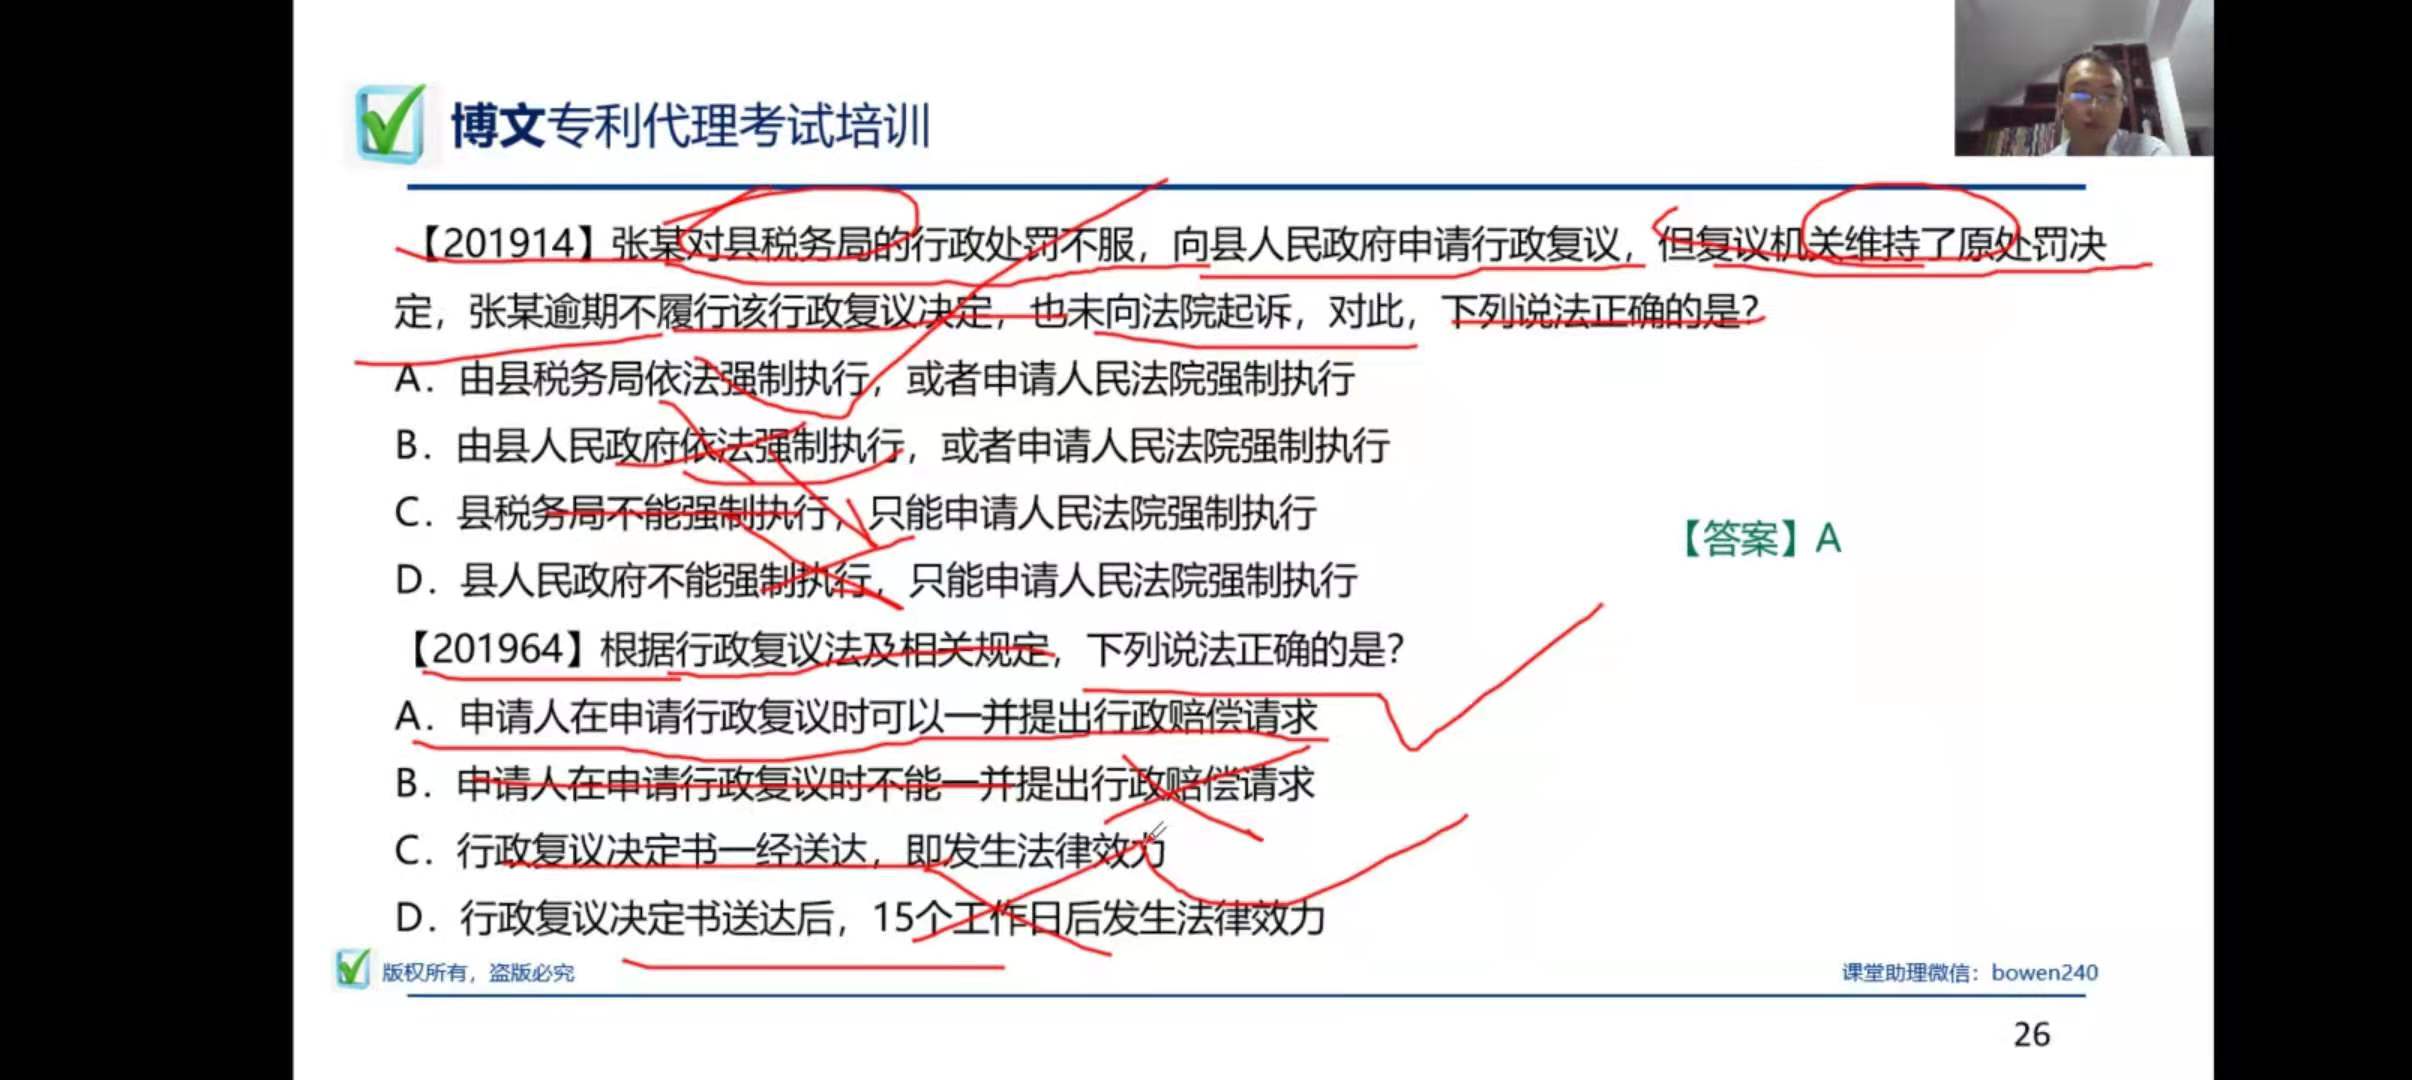 博文专利代理考试培训
【201914】张某对县税务局的行政处罚不服，向县人民政府申请行政复议，但复议机关维持了原处罚决
定，张某逾期不履行该行政复议决定，也未向法院起诉，对此，下列说法正确的是？
A．由县税务局依法强制执行，或者申请人民法院强制执行
B．由县人民政府依法强制执行，或者申请人民法院强制执行
C．县税务局不能强制执行，只能申请人民法院强制执行
【答案】A
D．县人民政府不能强制执行，只能申请人民法院强制执行
【201964】根据行政复议法及相关规定，下列说法正确的是？
A．申请人在申请行政复议时可以一并提出行政赔偿请求
B．申请人在申请行政复议时不能一并提出行政赔偿请求
C．行政复议决定书一经送达，即发生法律效力
D．行政复议决定书送达后，15个工作日后发生法律效力
版权所有，盗版必究
课堂助理微信：bowen240
26